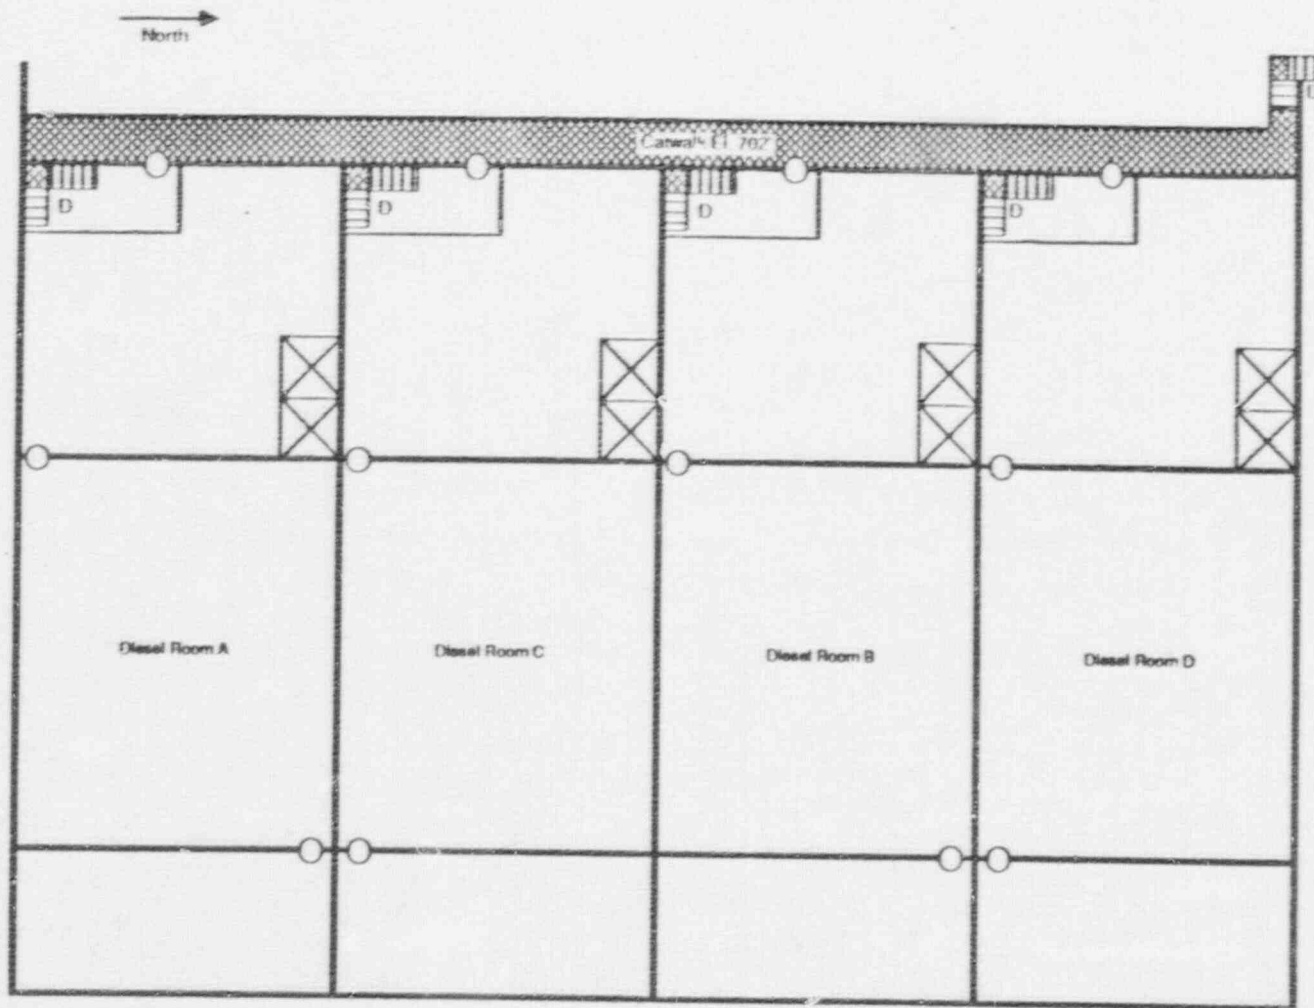 North
Catwalk El. 702'
D
D
D
D
D
Diesel Room A
Diesel Room C
Diesel Room B
Diesel Room D